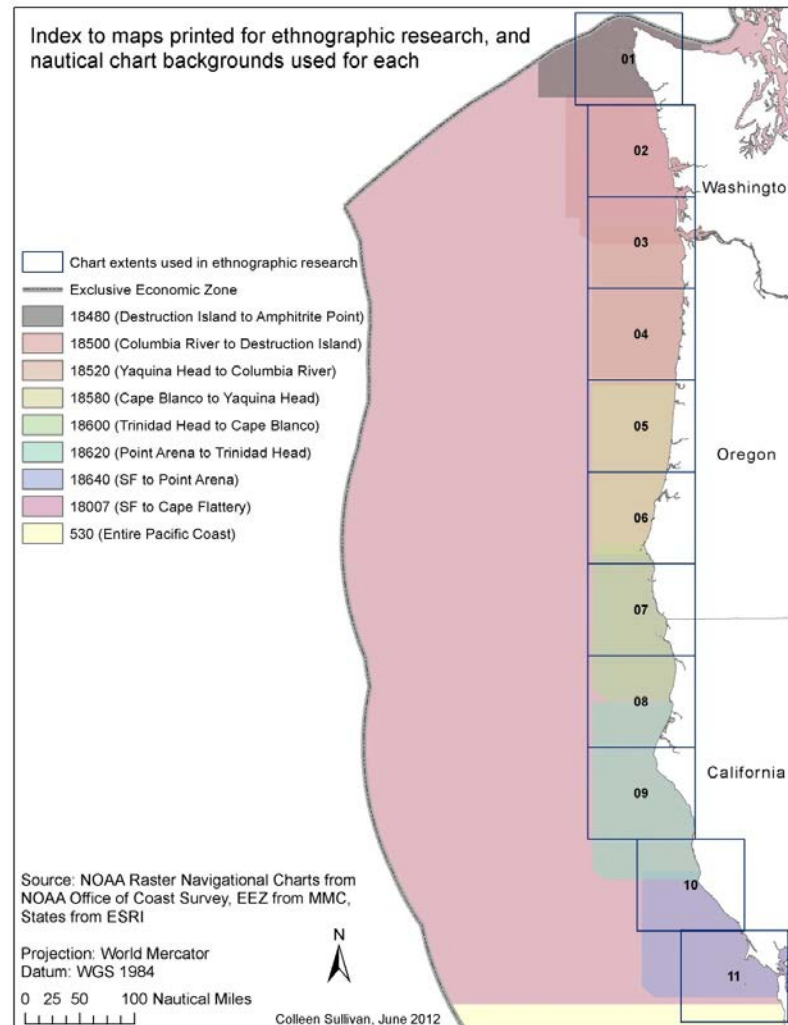 Index to maps printed for ethnographic research, and
nautical chart backgrounds used for each
01
02
Washingto
03
Chart extents used in ethnographic research
Exclusive Economic Zone
18480 (Destruction Island to Amphitrite Point)
18500 (Columbia River to Destruction Island)
18520 (Yaquina Head to Columbia River)
18580 (Cape Blanco to Yaquina Head)
18600 (Trinidad Head to Cape Blanco)
18620 (Point Arena to Trinidad Head)
18640 (SF to Point Arena)
18007 (SF to Cape Flattery)
530 (Entire Pacific Coast)
04
05
Oregon
06
07
08
California
09
10
11
Source: NOAA Raster Navigational Charts from
NOAA Office of Coast Survey, EEZ from MMC,
States from ESRI
Projection: World Mercator
Datum: WGS 1984
N
0 25 50 100 Nautical Miles
Colleen Sullivan, June 2012